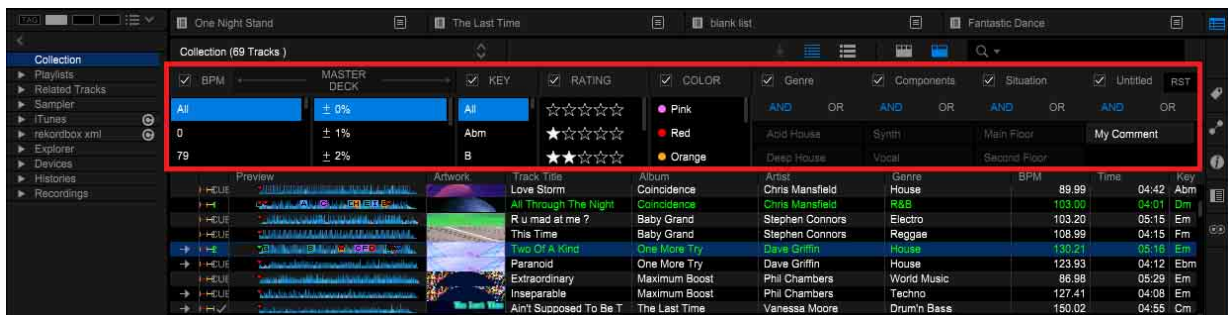 TAG
One Night Stand The Last Time blank list Fantastic Dance
Collection (69 Tracks )
Collection
Playlists
Related Tracks
Sampler
iTunes
rekordbox xml
Explorer
Devices
Histories
Recordings
BPM MASTER DECK KEY RATING COLOR Genre Components Situation Untitled RST
All ± 0% All Pink AND OR AND OR AND OR AND OR
0 ± 1% Abm Red Acid House Synth Main Floor My Comment
79 ± 2% B Orange Deep House Vocal Second Floor
Preview Artwork Track Title Album Artist Genre BPM Time Key
CUE Love Storm Coincidence Chris Mansfield House 89.99 04:42 Abm
All Through The Night Coincidence Chris Mansfield R&B 103.00 04:01 Dm
CUE R u mad at me ? Baby Grand Stephen Connors Electro 103.20 05:15 Em
CUE This Time Baby Grand Stephen Connors Reggae 108.99 04:15 Fm
Two Of A Kind One More Try Dave Griffin House 130.21 05:16 Em
CUE Paranoid One More Try Dave Griffin House 123.93 04:12 Ebm
CUE Extraordinary Maximum Boost Phil Chambers World Music 86.98 05:29 Em
CUE Inseparable Maximum Boost Phil Chambers Techno 127.41 04:08 Em
The Last Time Ain't Supposed To Be T The Last Time Vanessa Moore Drum'n Bass 150.02 04:55 Cm